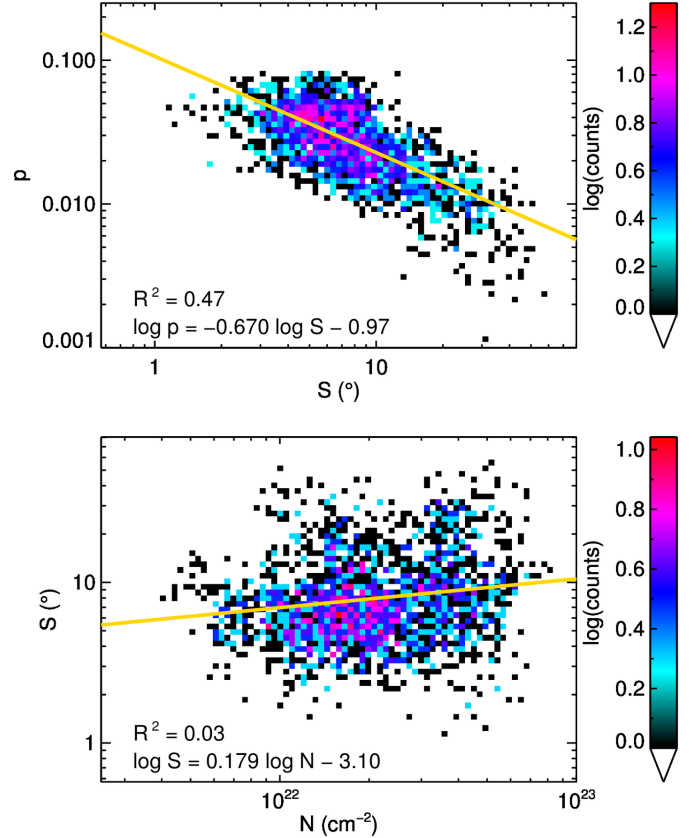 1.2
0.100
1.0
0.8
p
log(counts)
0.6
0.010
0.4
0.2
R² = 0.47
log p = −0.670 log S − 0.97
0.0
0.001
1
10
S (°)
1.0
0.8
10
S (°)
0.6
log(counts)
0.4
0.2
R² = 0.03
1
log S = 0.179 log N − 3.10
0.0
10²²
10²³
N (cm⁻²)